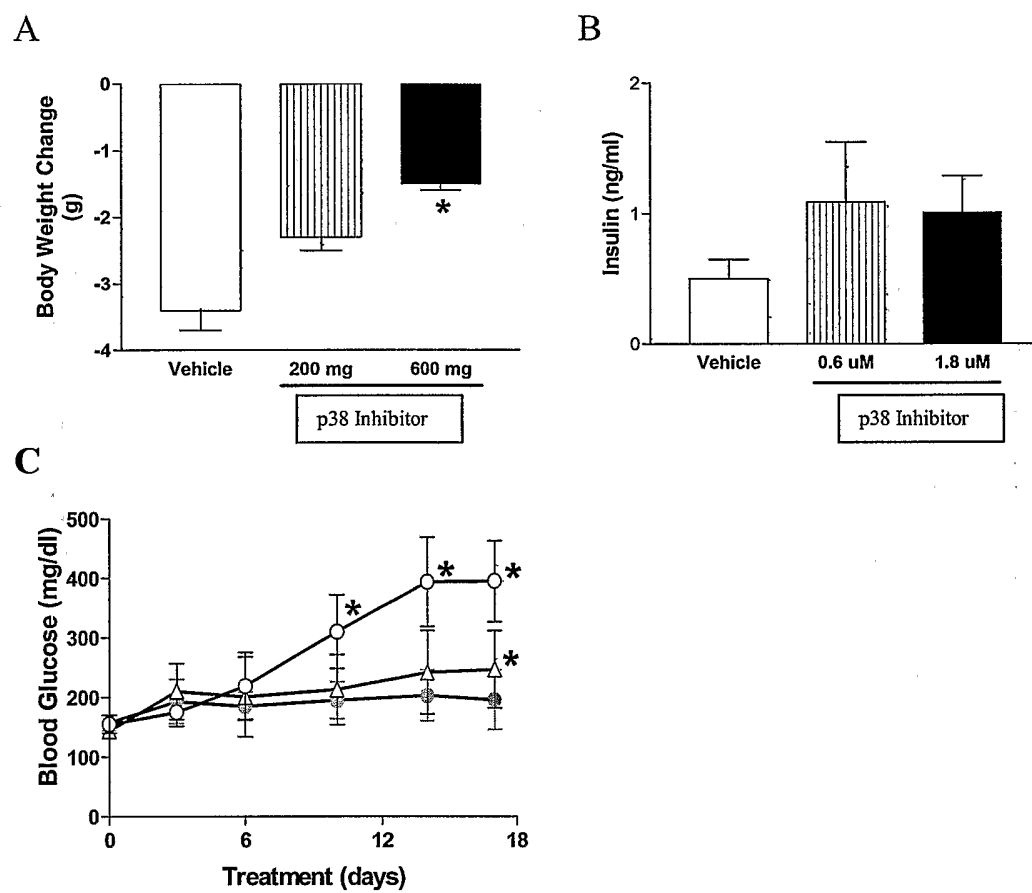 A
B
0
-1
-2
-3
-4
Body Weight Change
(g)
*
Vehicle
200 mg
600 mg
p38 Inhibitor
2
1
0
Insulin (ng/ml)
Vehicle
0.6 uM
1.8 uM
p38 Inhibitor
C
500
400
300
200
100
0
Blood Glucose (mg/dl)
*
*
*
*
0
6
12
18
Treatment (days)